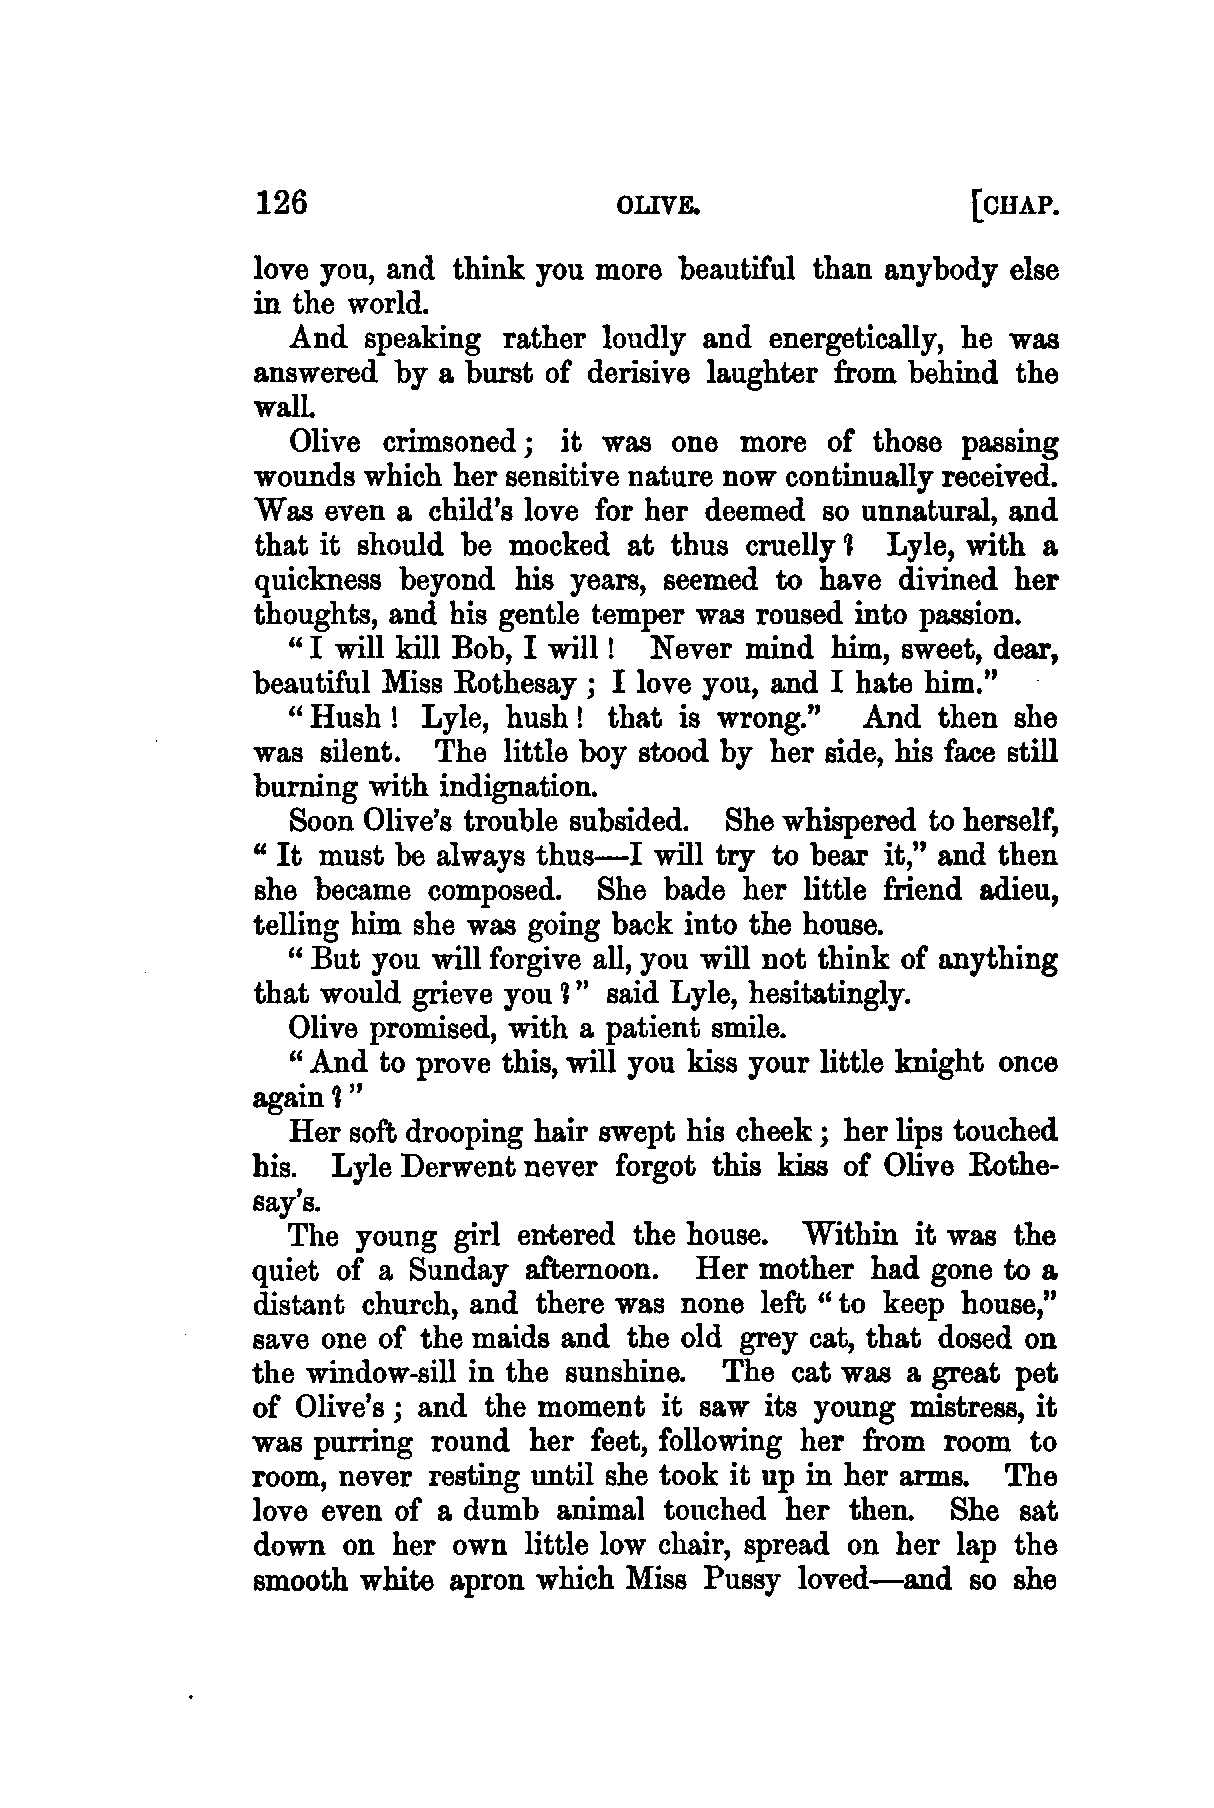 126 OLIVE. [CHAP.
love you, and think you more beautiful than anybody else
in the world.
And speaking rather loudly and energetically, he was
answered by a burst of derisive laughter from behind the
wall.
Olive crimsoned; it was one more of those passing
wounds which her sensitive nature now continually received.
Was even a child's love for her deemed so unnatural, and
that it should be mocked at thus cruelly? Lyle, with a
quickness beyond his years, seemed to have divined her
thoughts, and his gentle temper was roused into passion.
"I will kill Bob, I will! Never mind him, sweet, dear,
beautiful Miss Rothesay; I love you, and I hate him."
"Hush! Lyle, hush! that is wrong." And then she
was silent. The little boy stood by her side, his face still
burning with indignation.
Soon Olive's trouble subsided. She whispered to herself,
"It must be always thus—I will try to bear it," and then
she became composed. She bade her little friend adieu,
telling him she was going back into the house.
"But you will forgive all, you will not think of anything
that would grieve you?" said Lyle, hesitatingly.
Olive promised, with a patient smile.
"And to prove this, will you kiss your little knight once
again?"
Her soft drooping hair swept his cheek; her lips touched
his. Lyle Derwent never forgot this kiss of Olive Rothe-
say's.
The young girl entered the house. Within it was the
quiet of a Sunday afternoon. Her mother had gone to a
distant church, and there was none left "to keep house,"
save one of the maids and the old grey cat, that dosed on
the window-sill in the sunshine. The cat was a great pet
of Olive's; and the moment it saw its young mistress, it
was purring round her feet, following her from room to
room, never resting until she took it up in her arms. The
love even of a dumb animal touched her then. She sat
down on her own little low chair, spread on her lap the
smooth white apron which Miss Pussy loved—and so she